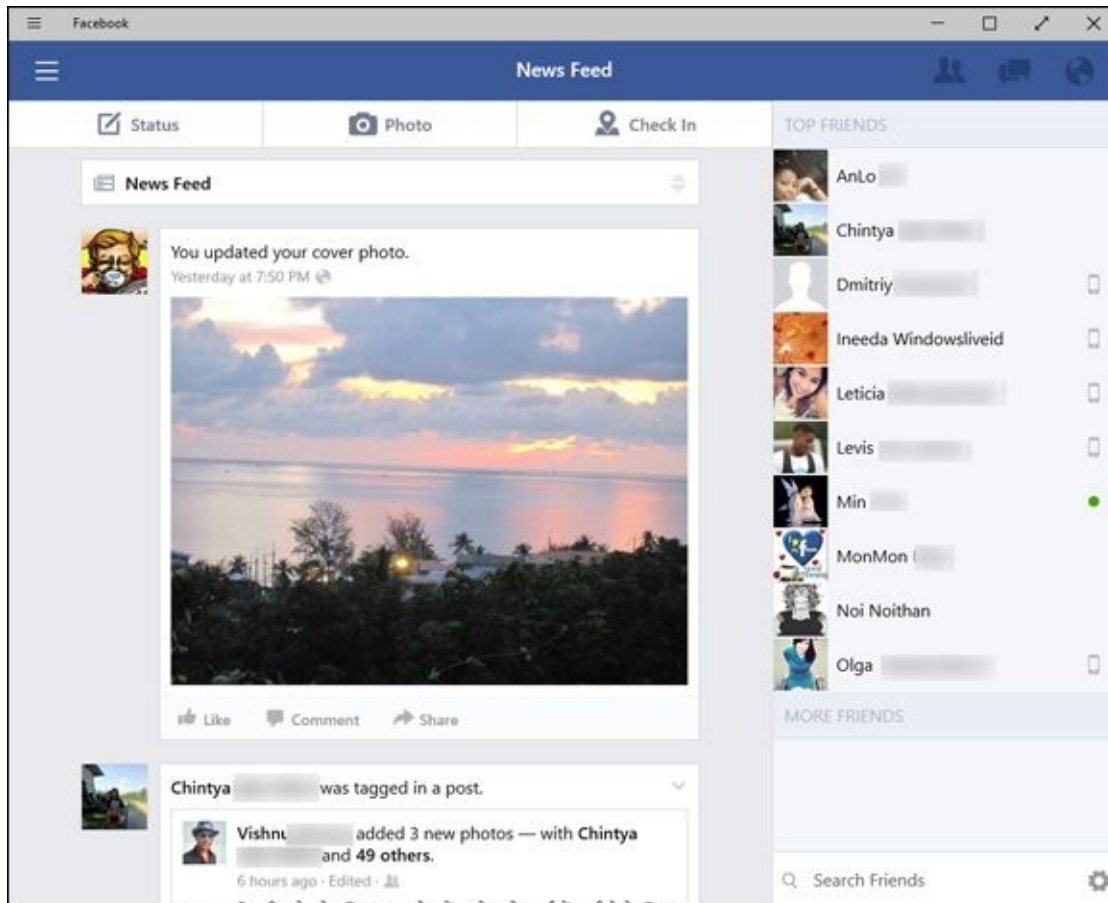 Facebook
News Feed
Status
Photo
Check In
News Feed
You updated your cover photo.
Yesterday at 7:50 PM
Like
Comment
Share
Chintya was tagged in a post.
Vishnu added 3 new photos — with Chintya
and 49 others.
6 hours ago · Edited ·
TOP FRIENDS
AnLo
Chintya
Dmitriy
Ineeda Windowsliveid
Leticia
Levis
Min
MonMon
Noi Noithan
Olga
MORE FRIENDS
Search Friends